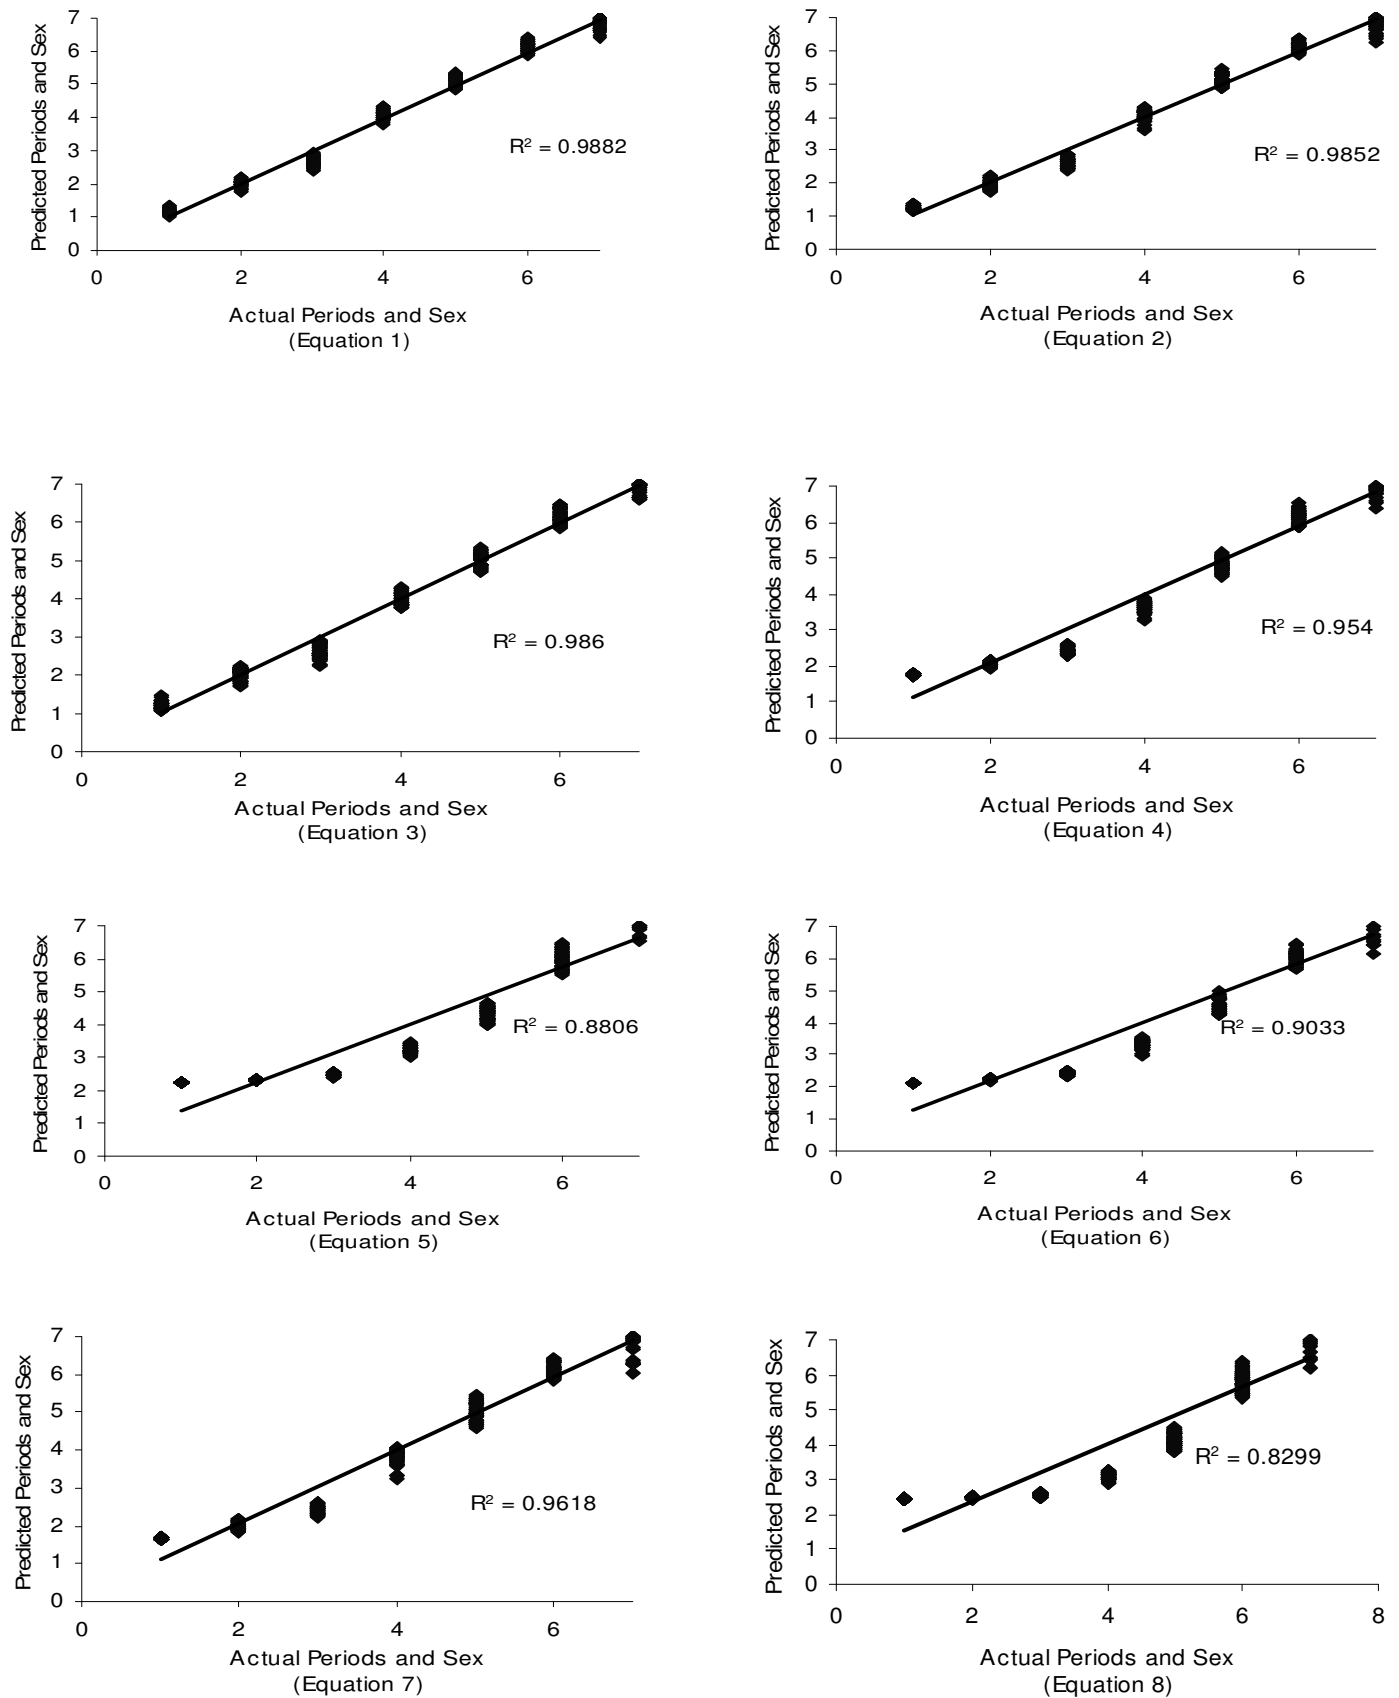 Predicted Periods and Sex
7
6
5
4
3
2
1
0
R² = 0.9882
0 2 4 6
Actual Periods and Sex
(Equation 1)
Predicted Periods and Sex
7
6
5
4
3
2
1
0
R² = 0.9852
0 2 4 6
Actual Periods and Sex
(Equation 2)
Predicted Periods and Sex
7
6
5
4
3
2
1
0
R² = 0.986
0 2 4 6
Actual Periods and Sex
(Equation 3)
Predicted Periods and Sex
7
6
5
4
3
2
1
0
R² = 0.954
0 2 4 6
Actual Periods and Sex
(Equation 4)
Predicted Periods and Sex
7
6
5
4
3
2
1
0
R² = 0.8806
0 2 4 6
Actual Periods and Sex
(Equation 5)
Predicted Periods and Sex
7
6
5
4
3
2
1
0
R² = 0.9033
0 2 4 6
Actual Periods and Sex
(Equation 6)
Predicted Periods and Sex
7
6
5
4
3
2
1
0
R² = 0.9618
0 2 4 6
Actual Periods and Sex
(Equation 7)
Predicted Periods and Sex
7
6
5
4
3
2
1
0
R² = 0.8299
0 2 4 6 8
Actual Periods and Sex
(Equation 8)